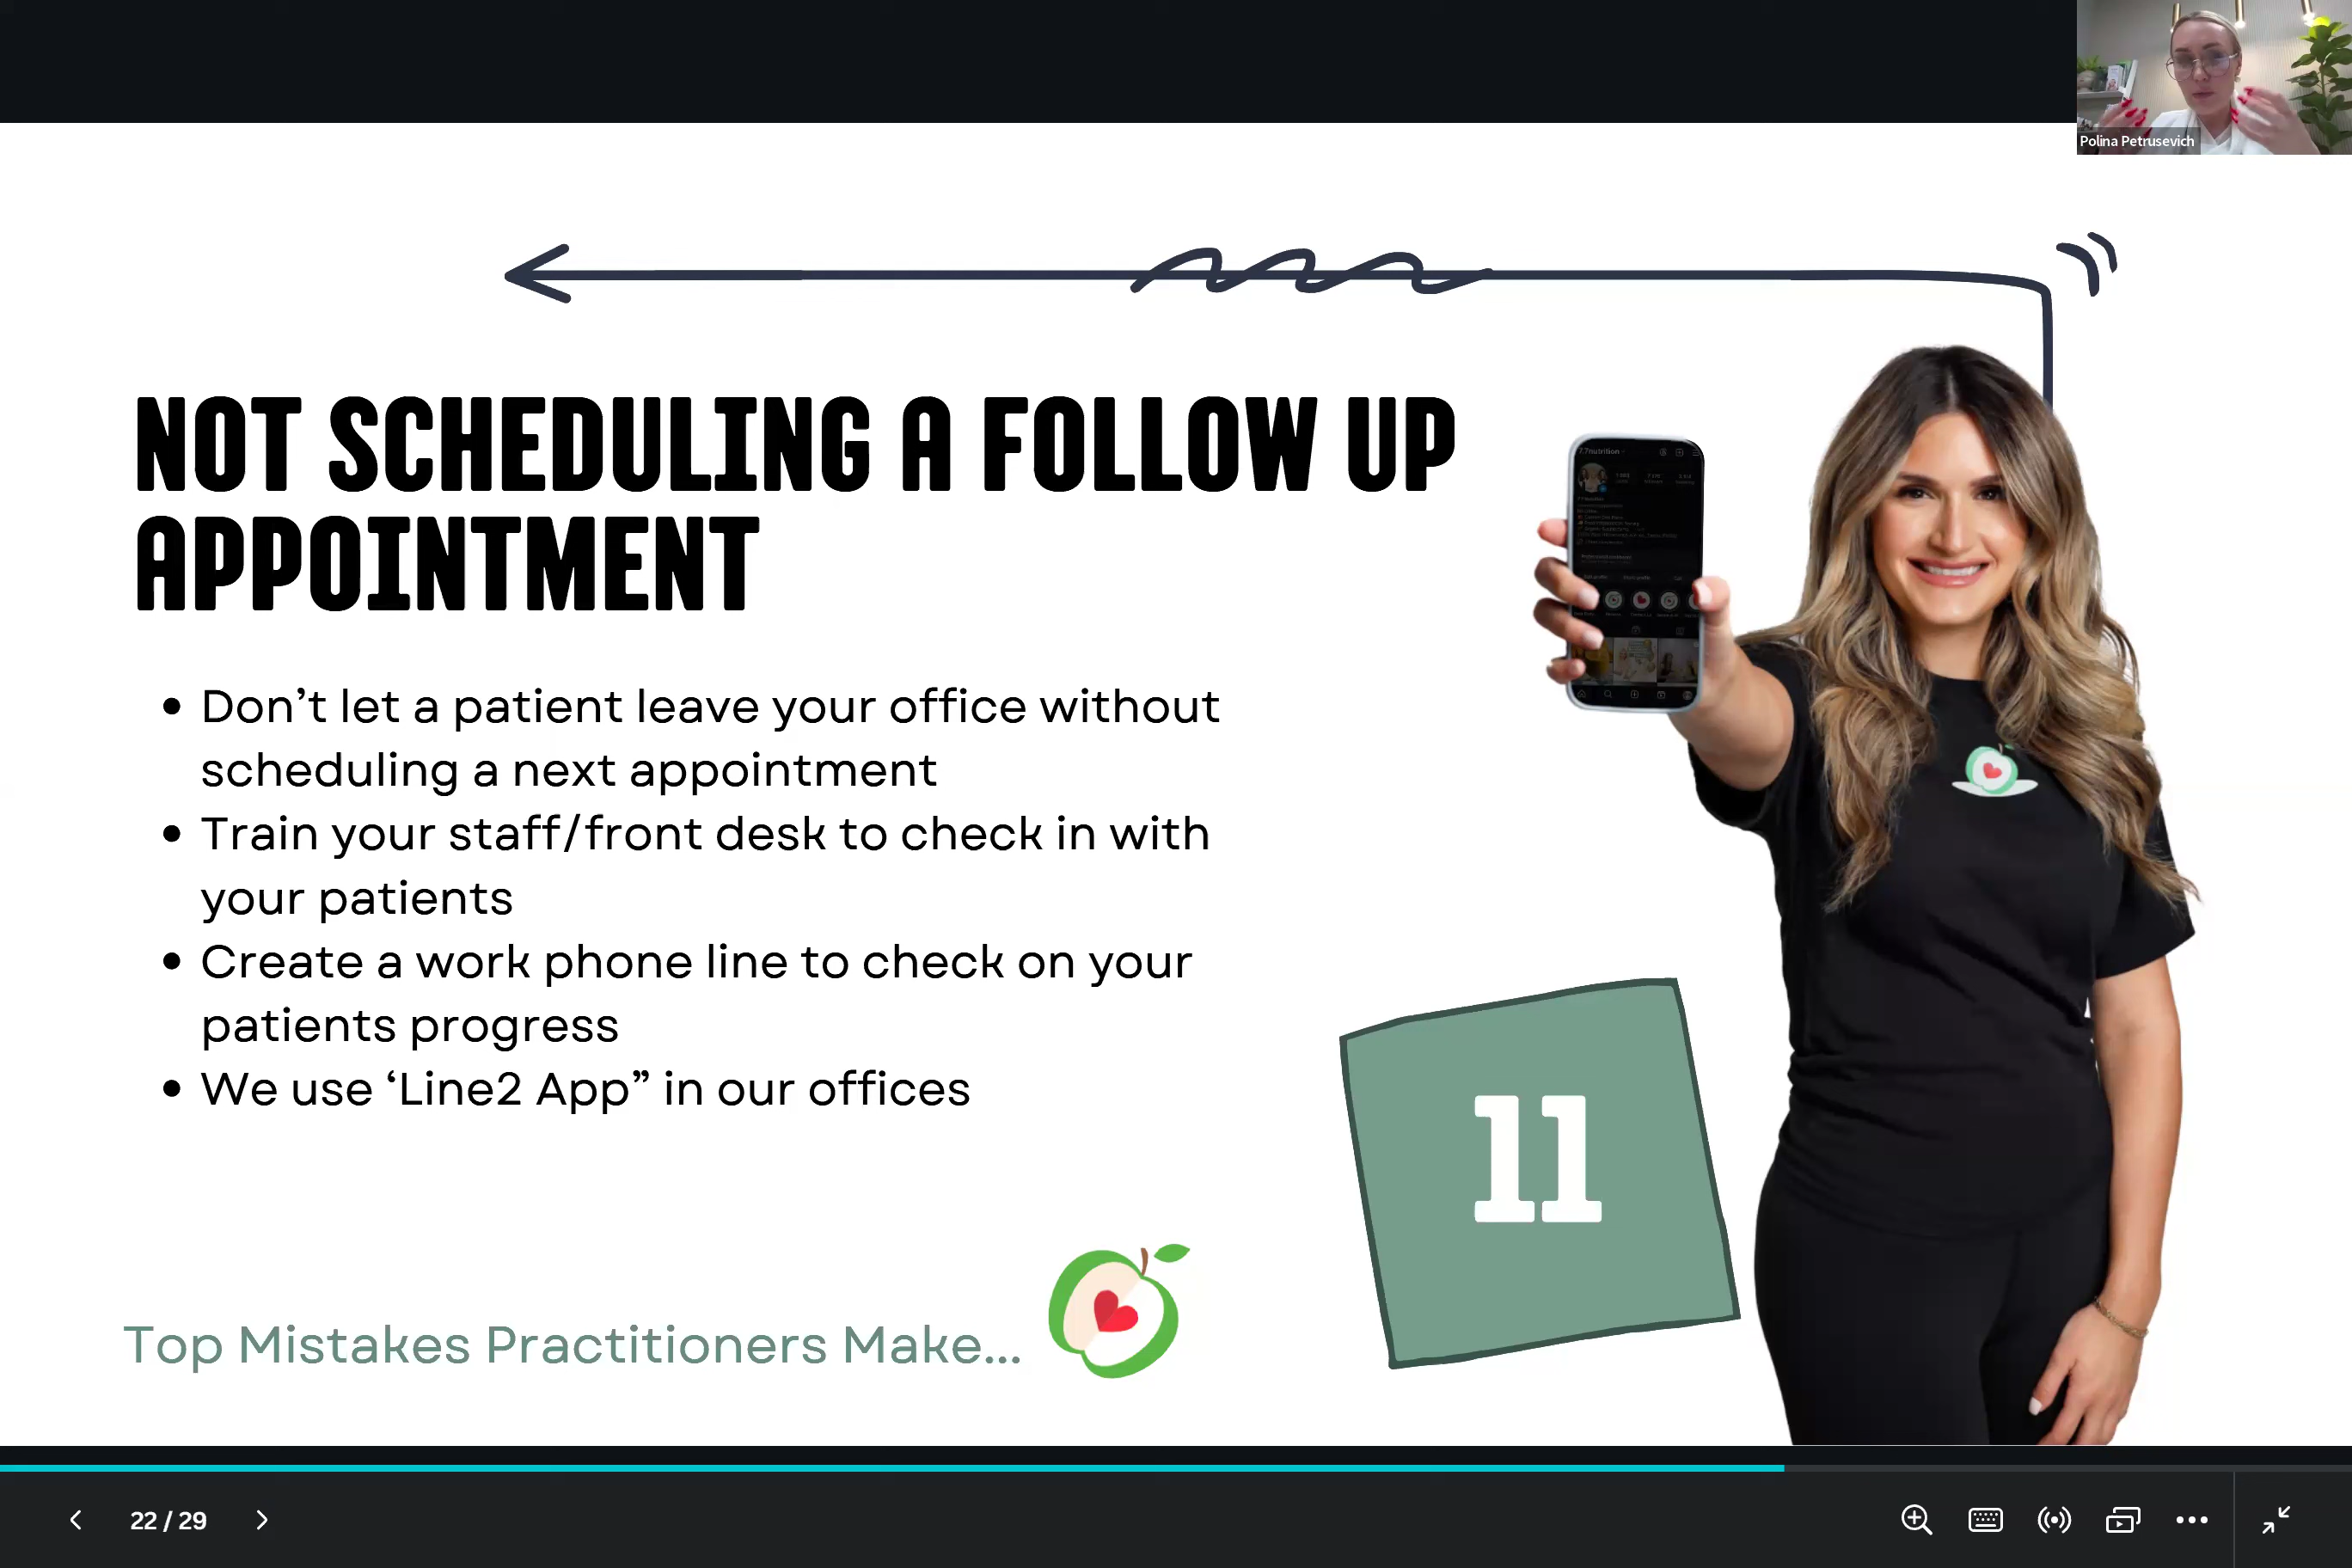 Polina Petrusevich
NOT SCHEDULING A FOLLOW UP
APPOINTMENT
• Don’t let a patient leave your office without
scheduling a next appointment
• Train your staff/front desk to check in with
your patients
• Create a work phone line to check on your
patients progress
• We use ‘Line2 App” in our offices
11
Top Mistakes Practitioners Make...
22 / 29